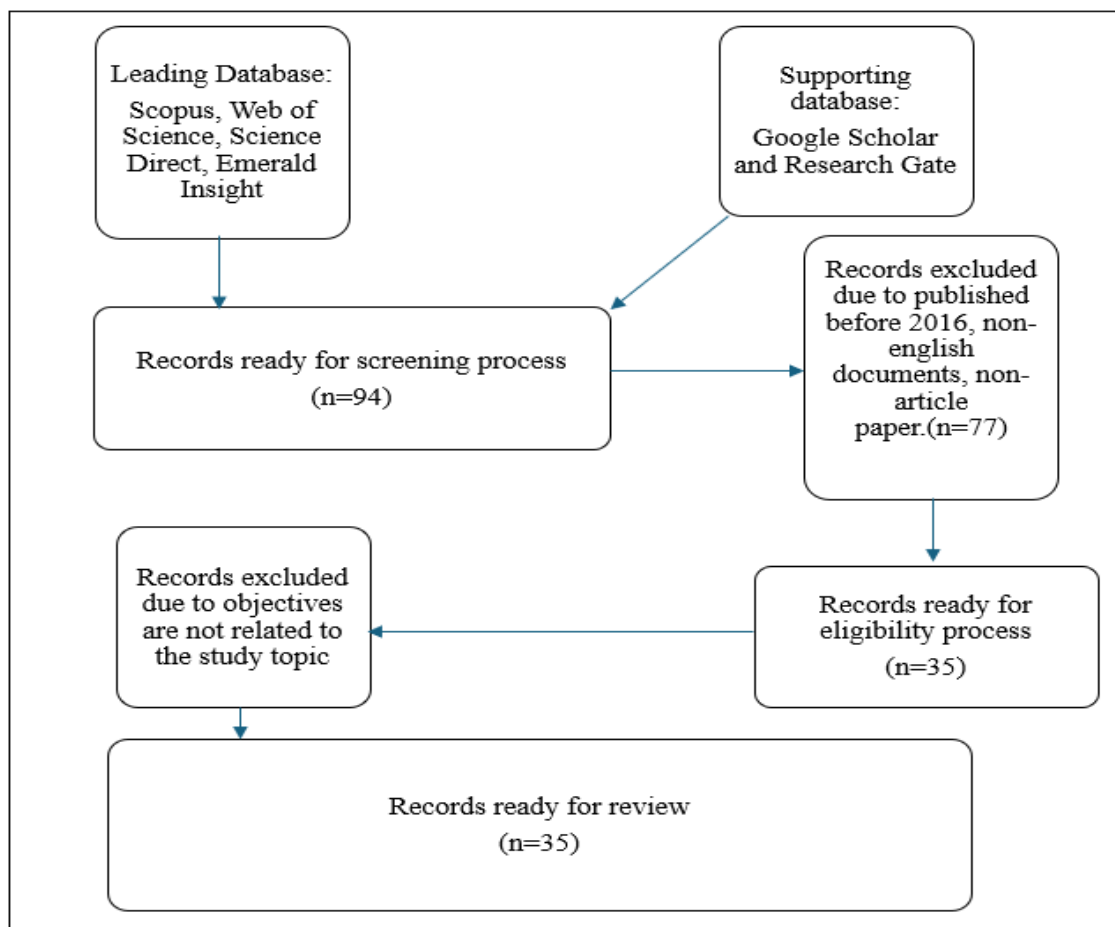 Leading Database:
Scopus, Web of
Science, Science
Direct, Emerald
Insight
Supporting
database:
Google Scholar
and Research Gate
Records ready for screening process
(n=94)
Records excluded
due to published
before 2016, non-
english
documents, non-
article
paper.(n=77)
Records excluded
due to objectives
are not related to
the study topic
Records ready for
eligibility process
(n=35)
Records ready for review
(n=35)